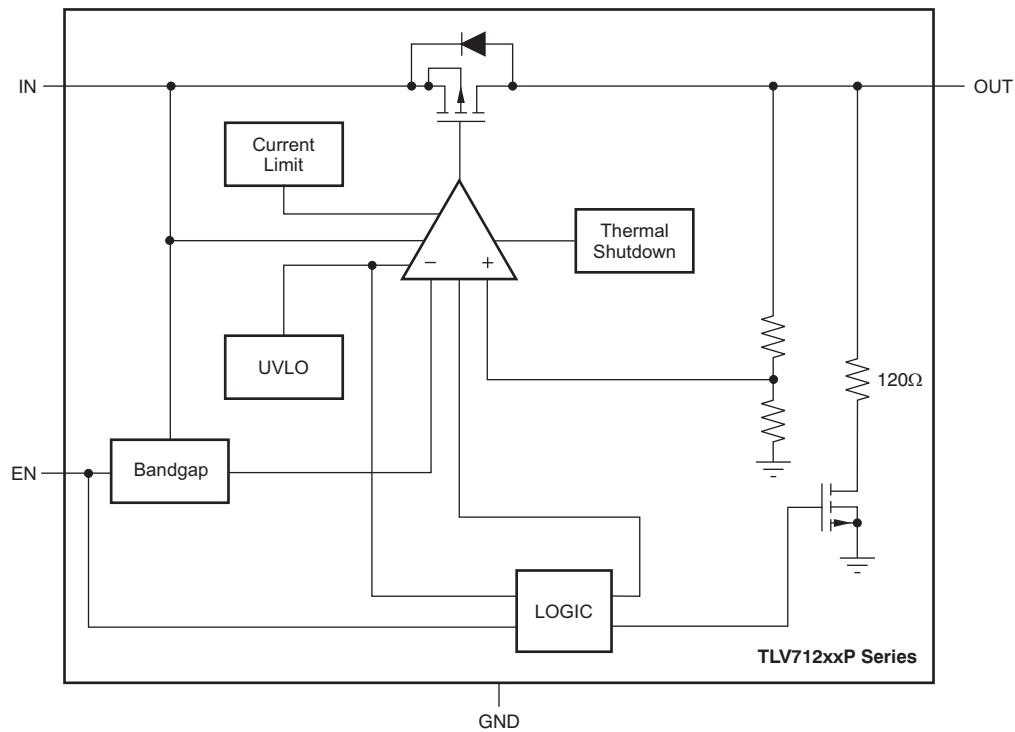 IN
OUT
Current
Limit
Thermal
Shutdown
−
+
UVLO
120Ω
EN
Bandgap
LOGIC
TLV712xxP Series
GND